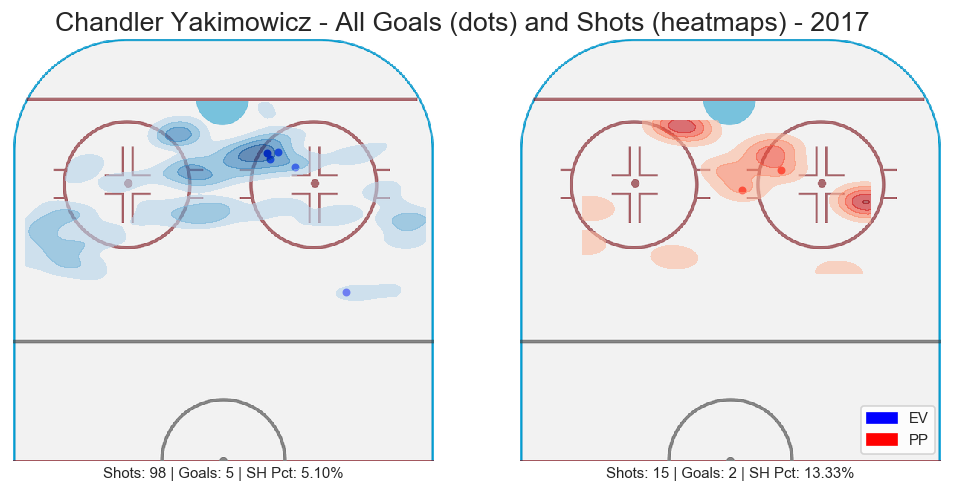 Chandler Yakimowicz - All Goals (dots) and Shots (heatmaps) - 2017
EV
PP
Shots: 98 | Goals: 5 | SH Pct: 5.10%
Shots: 15 | Goals: 2 | SH Pct: 13.33%